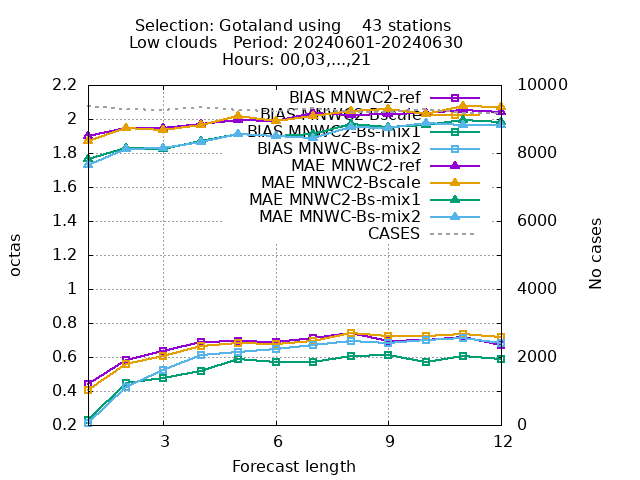 Selection: Gotaland using    43 stations
Low clouds   Period: 20240601-20240630
Hours: 00,03,...,21
2.2
2
1.8
1.6
1.4
1.2
1
0.8
0.6
0.4
0.2
octas
BIAS MNWC2-ref
BIAS MNWC2-Bscale
BIAS MNWC2-Bs-mix1
BIAS MNWC-Bs-mix2
MAE MNWC2-ref
MAE MNWC2-Bscale
MAE MNWC2-Bs-mix1
MAE MNWC-Bs-mix2
CASES
10000
8000
6000
4000
2000
0
No cases
3
6
9
12
Forecast length